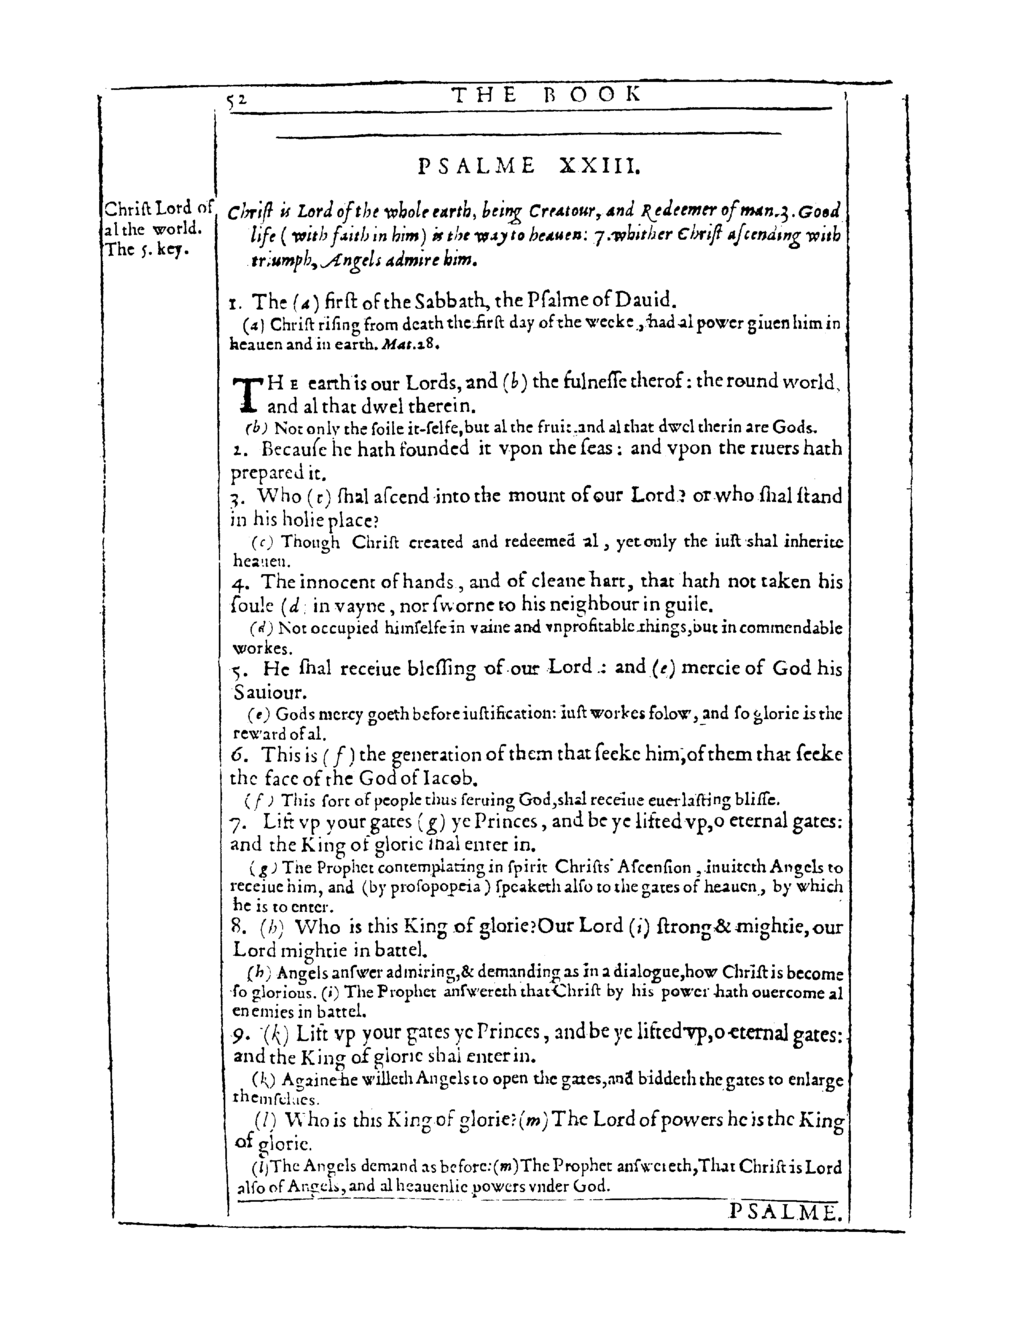 52 THE BOOK
PSALME XXIII.
Chriſt Lord of
al the world.
The 5. key.
Chriſt is Lord of the whole earth, being Creatour, and Redeemer of man. 3. Good
life ( with faith in him) is the way to heauen: 7. whither Chriſt aſcending with
triumph, Angels admire him.
1. The (a) firſt of the Sabbath, the Pſalme of Dauid.
(a) Chriſt riſing from death the firſt day of the weeke, had al power giuen him in
heauen and in earth. Mat. 28.
THE earth is our Lords, and (b) the fulneſſe therof: the round world,
and al that dwel therein.
(b) Not only the ſoile it-ſelfe, but al the fruit and al that dwel therin are Gods.
2. Becauſe he hath founded it vpon the ſeas: and vpon the riuers hath
prepared it.
3. Who (c) ſhal aſcend into the mount of our Lord? or who ſhal ſtand
in his holie place?
(c) Though Chriſt created and redeemed al, yet only the iuſt shal inherite
heauen.
4. The innocent of hands, and of cleane hart, that hath not taken his
ſoule (d) in vayne, nor ſworne to his neighbour in guile.
(d) Not occupied himſelfe in vaine and vnprofitable things, but in commendable
workes.
5. He ſhal receiue bleſſing of our Lord: and (e) mercie of God his
Sauiour.
(e) Gods mercy goeth before iuſtification: iuſt workes folow, and ſo glorie is the
reward of al.
6. This is (f) the generation of them that ſeeke him, of them that ſeeke
the face of the God of Iacob.
(f) This ſort of people thus ſeruing God, shal receiue euerlaſting bliſſe.
7. Lift vp your gates (g) ye Princes, and be ye lifted vp, o eternal gates:
and the King of glorie ſhal enter in.
(g) The Prophet contemplating in ſpirit Chriſts Aſcenſion, inuiteth Angels to
receiue him, and (by proſopopeia) ſpeaketh alſo to the gates of heauen, by which
he is to enter.
8. (h) Who is this King of glorie? Our Lord (i) ſtrong & mightie, our
Lord mightie in battel.
(h) Angels anſwer admiring, & demanding as in a dialogue, how Chriſt is become
ſo glorious. (i) The Prophet anſwereth that Chriſt by his power hath ouercome al
enemies in battel.
9. (k) Lift vp your gates ye Princes, and be ye lifted vp, o eternal gates:
and the King of glorie shal enter in.
(k) Againe he willeth Angels to open the gates, and biddeth the gates to enlarge
themſelues.
(l) Who is this King of glorie? (m) The Lord of powers he is the King
of glorie.
(l) The Angels demand as before: (m) The Prophet anſwereth, That Chriſt is Lord
alſo of Angels, and al heauenlie powers vnder God.
PSALME.